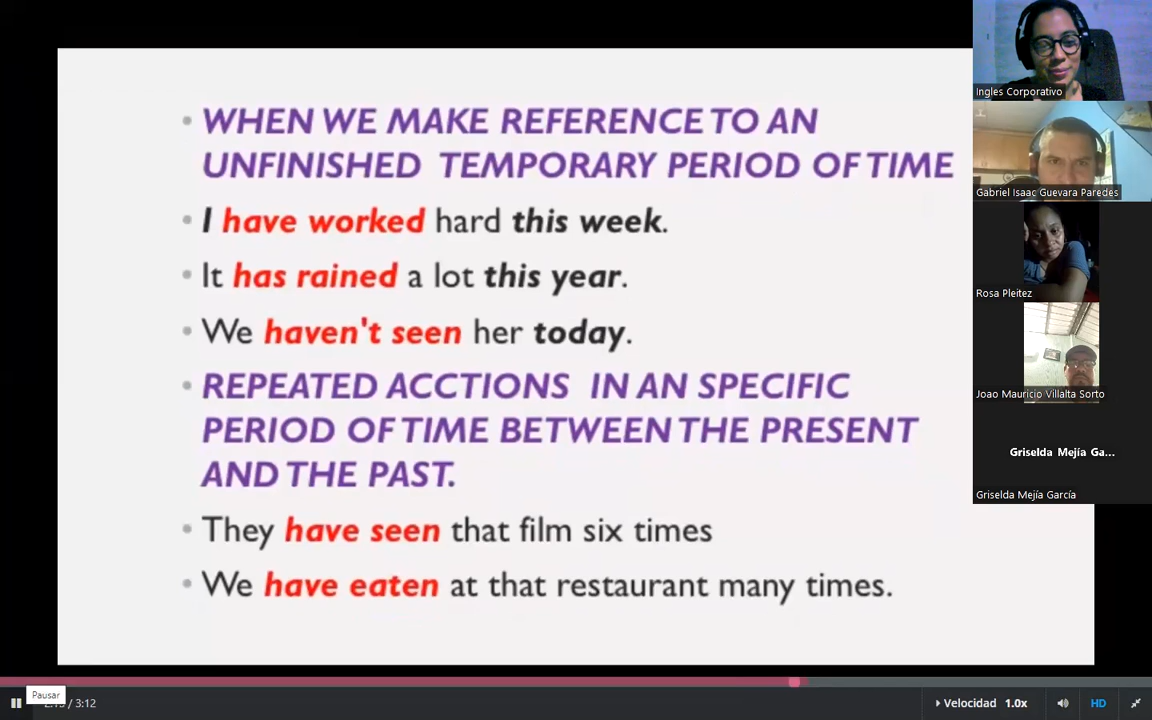 WHEN WE MAKE REFERENCE TO AN
UNFINISHED TEMPORARY PERIOD OF TIME
I have worked hard this week.
It has rained a lot this year.
We haven't seen her today.
REPEATED ACCTIONS IN AN SPECIFIC
PERIOD OF TIME BETWEEN THE PRESENT
AND THE PAST.
They have seen that film six times
We have eaten at that restaurant many times.
Ingles Corporativo
Gabriel Isaac Guevara Paredes
Rosa Pleitez
Joao Mauricio Villalta Sorto
Griselda Mejía Ga...
Griselda Mejía García
Pausar
/ 3:12
Velocidad 1.0x
HD